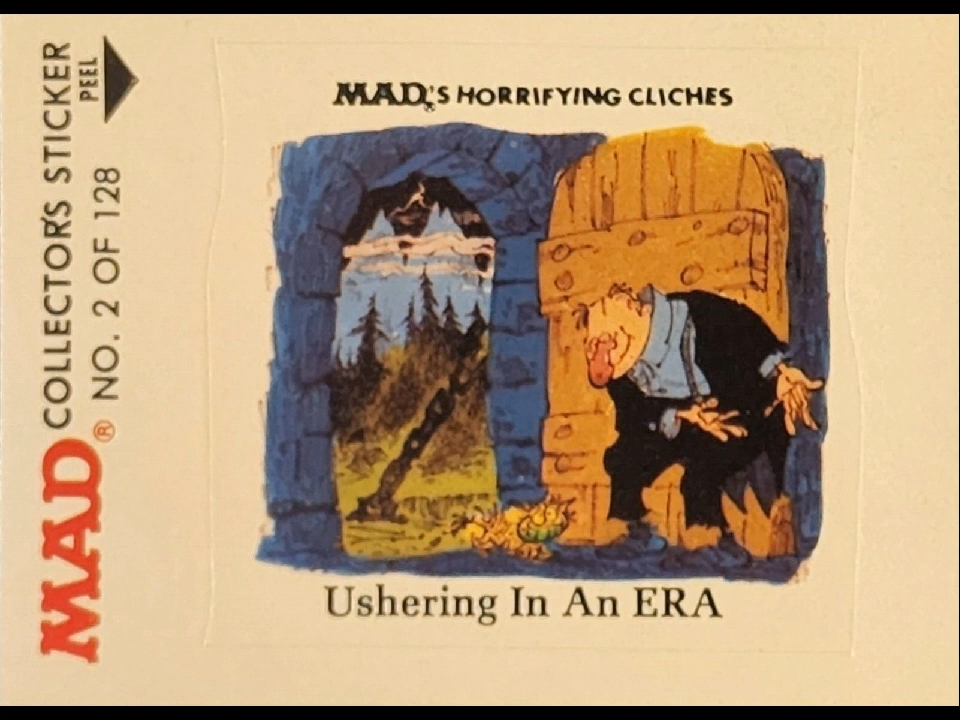 MAD® COLLECTOR'S STICKER
NO. 2 OF 128
PEEL
MAD®'S HORRIFYING CLICHES
Ushering In An ERA